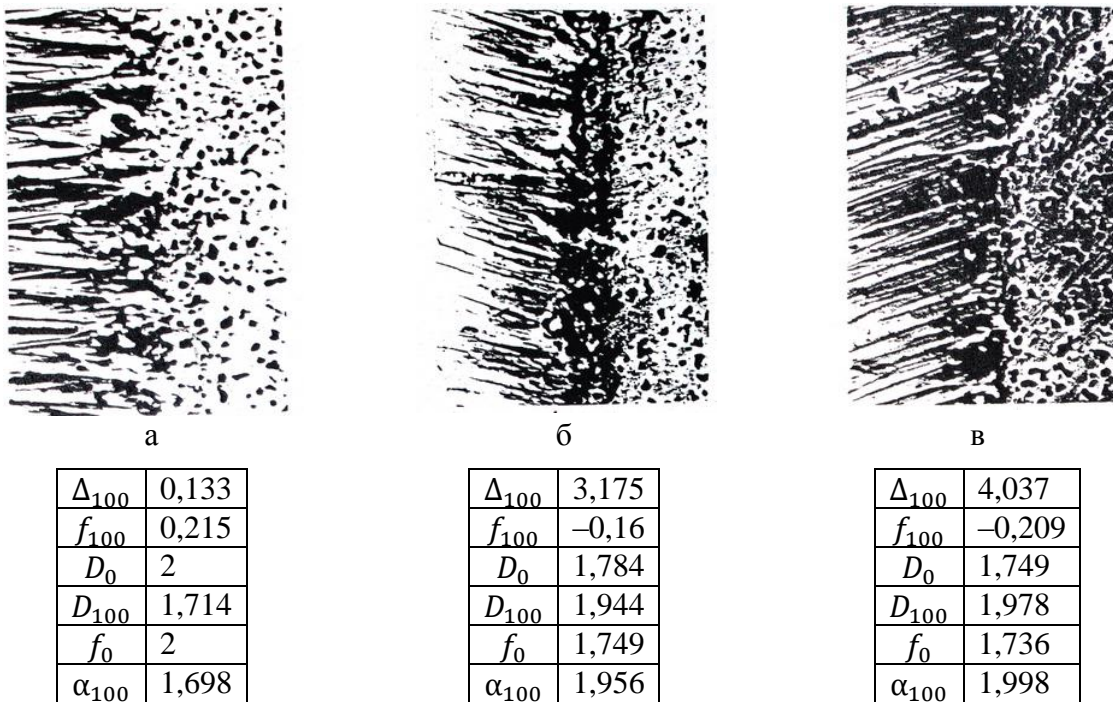 а
б
в
Δ₁₀₀ 0,133
f₁₀₀ 0,215
D₀ 2
D₁₀₀ 1,714
f₀ 2
α₁₀₀ 1,698
Δ₁₀₀ 3,175
f₁₀₀ –0,16
D₀ 1,784
D₁₀₀ 1,944
f₀ 1,749
α₁₀₀ 1,956
Δ₁₀₀ 4,037
f₁₀₀ –0,209
D₀ 1,749
D₁₀₀ 1,978
f₀ 1,736
α₁₀₀ 1,998